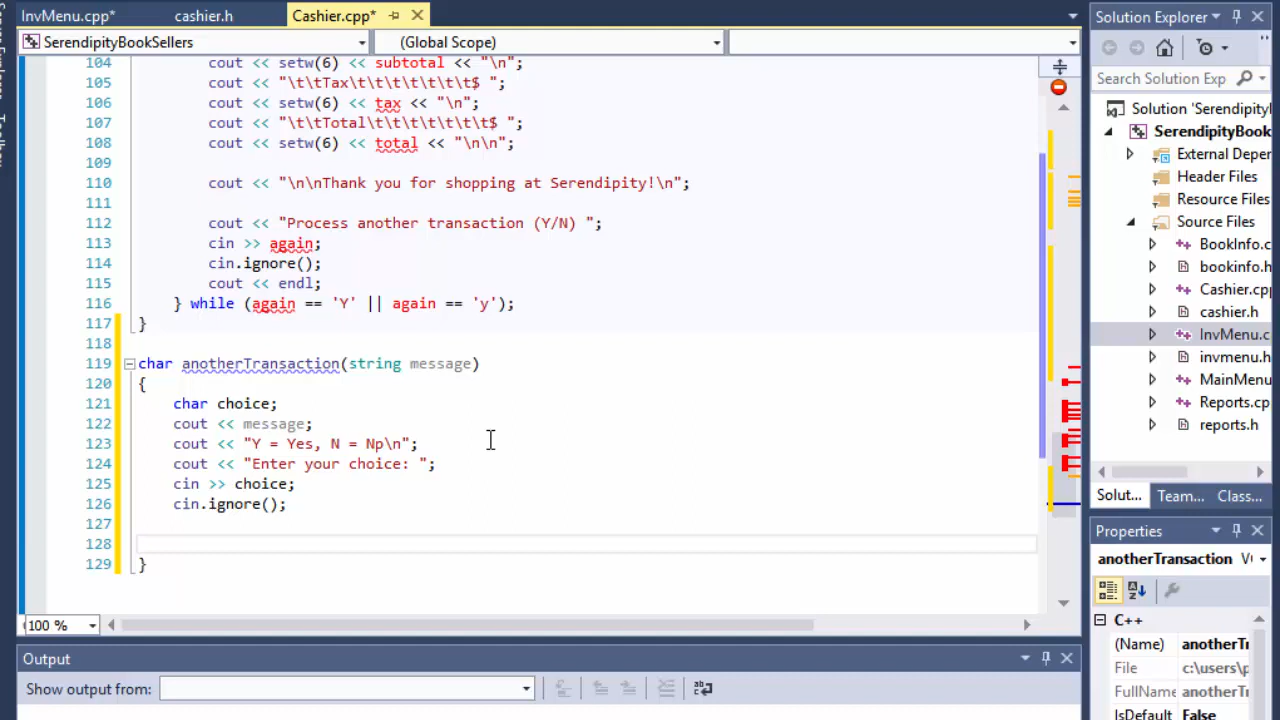 InvMenu.cpp* cashier.h Cashier.cpp*
SerendipityBookSellers (Global Scope)
104 cout << setw(6) << subtotal << "\n";
105 cout << "\t\tTax\t\t\t\t\t\t\t$ ";
106 cout << setw(6) << tax << "\n";
107 cout << "\t\tTotal\t\t\t\t\t\t\t$ ";
108 cout << setw(6) << total << "\n\n";
109
110 cout << "\n\nThank you for shopping at Serendipity!\n";
111
112 cout << "Process another transaction (Y/N) ";
113 cin >> again;
114 cin.ignore();
115 cout << endl;
116 } while (again == 'Y' || again == 'y');
117 }
118
119 char anotherTransaction(string message)
120 {
121 char choice;
122 cout << message;
123 cout << "Y = Yes, N = Np\n";
124 cout << "Enter your choice: ";
125 cin >> choice;
126 cin.ignore();
127
128
129 }
100 %
Output
Show output from:
Solution Explorer
Search Solution Exp
Solution 'Serendipity
SerendipityBook
External Deper
Header Files
Resource Files
Source Files
BookInfo.c
bookinfo.h
Cashier.cpp
cashier.h
InvMenu.c
invmenu.h
MainMenu
Reports.cp
reports.h
Solut... Team... Class...
Properties
anotherTransaction VC
C++
(Name) anotherTr
File c:\users\p
FullName anotherTr
IsDefault False